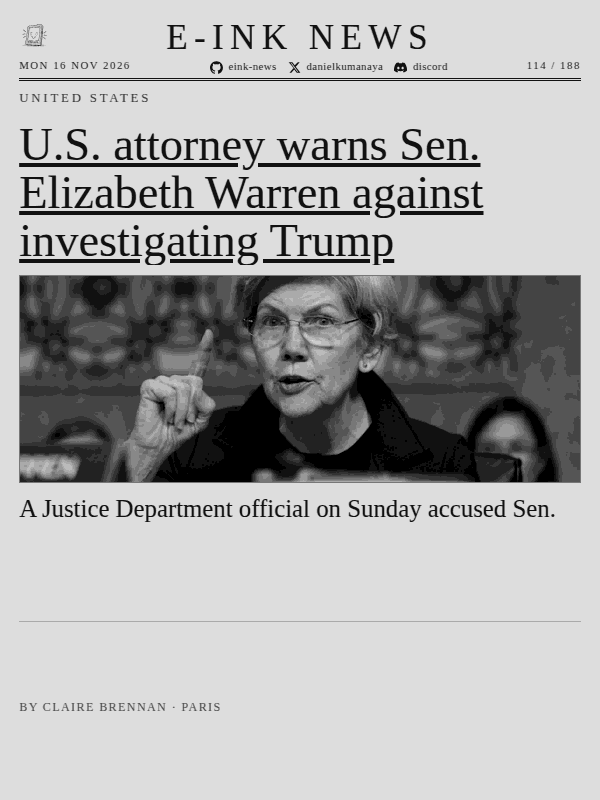 E-INK NEWS
MON 16 NOV 2026
eink-news danielkumanaya discord
114 / 188
UNITED STATES
U.S. attorney warns Sen.
Elizabeth Warren against
investigating Trump
A Justice Department official on Sunday accused Sen.
BY CLAIRE BRENNAN · PARIS